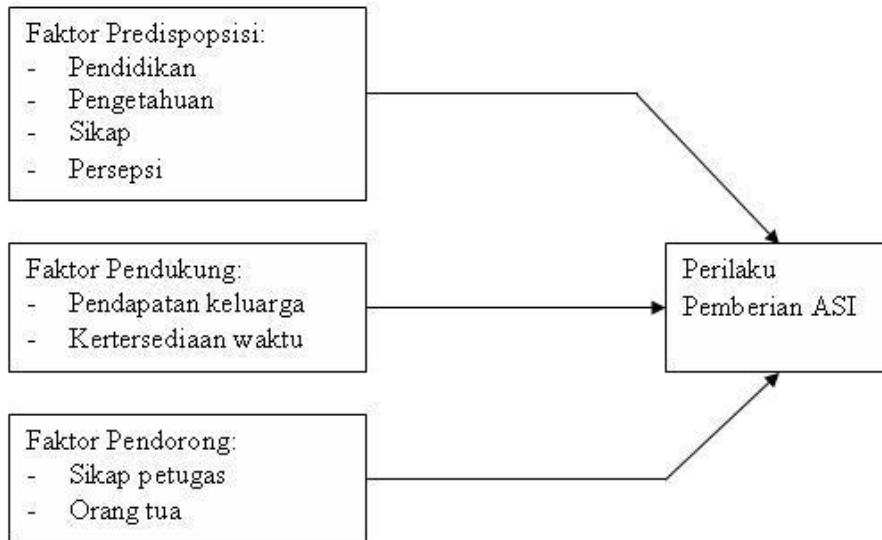 Faktor Predispopsisi:
- Pendidikan
- Pengetahuan
- Sikap
- Persepsi
Faktor Pendukung:
- Pendapatan keluarga
- Kertersediaan waktu
Faktor Pendorong:
- Sikap petugas
- Orang tua
Perilaku
Pemberian ASI